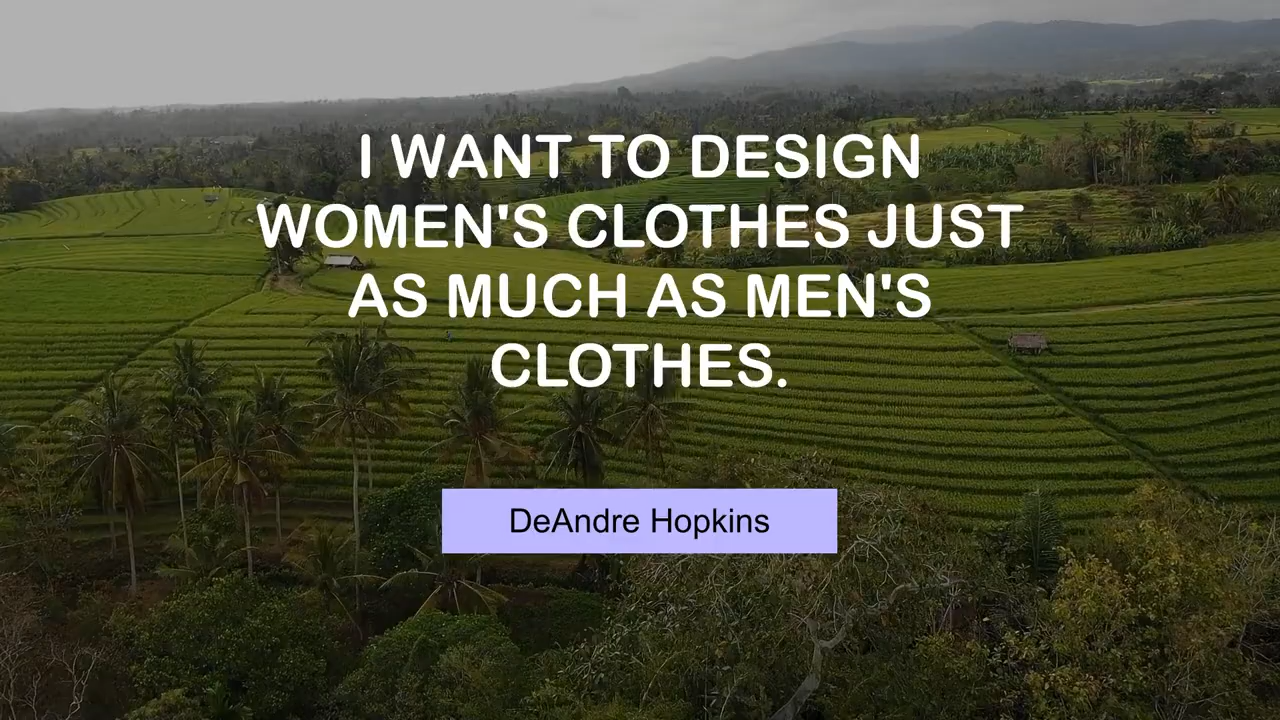 I WANT TO DESIGN
WOMEN'S CLOTHES JUST
AS MUCH AS MEN'S
CLOTHES.
DeAndre Hopkins